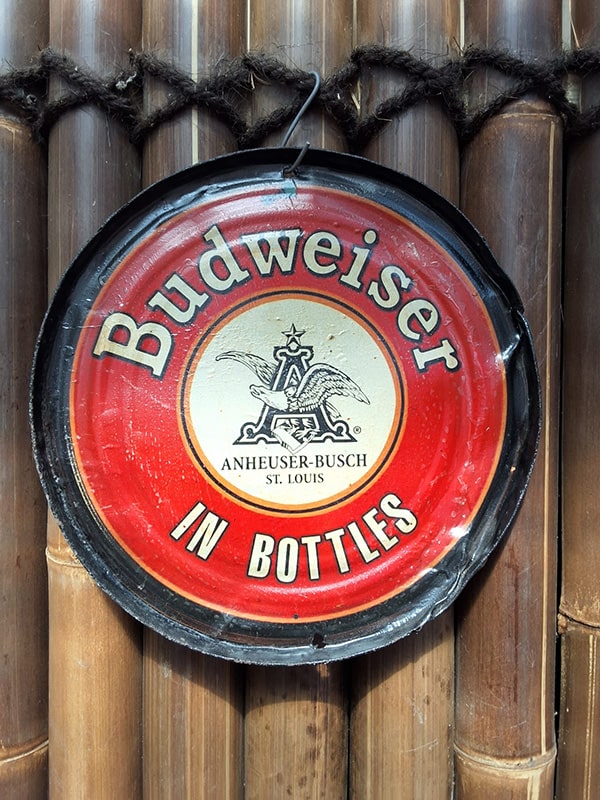 Budweiser
A
ANHEUSER-BUSCH
ST. LOUIS
®
IN BOTTLES